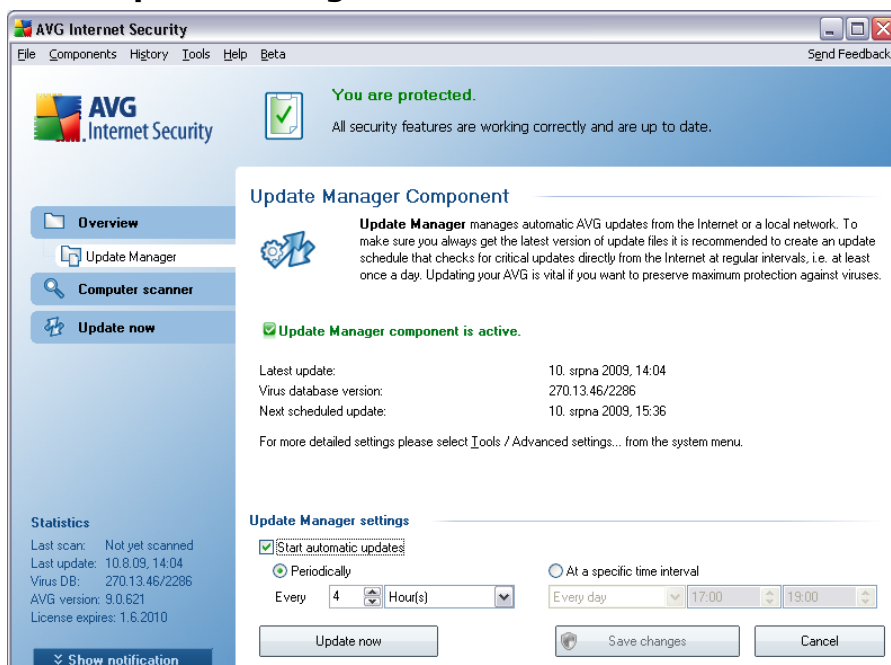 AVG Internet Security
File Components History Tools Help Beta Send Feedback
AVG
Internet Security
You are protected.
All security features are working correctly and are up to date.
Overview
Update Manager
Computer scanner
Update now
Update Manager Component
Update Manager manages automatic AVG updates from the Internet or a local network. To
make sure you always get the latest version of update files it is recommended to create an update
schedule that checks for critical updates directly from the Internet at regular intervals, i.e. at least
once a day. Updating your AVG is vital if you want to preserve maximum protection against viruses.
Update Manager component is active.
Latest update: 10. srpna 2009, 14:04
Virus database version: 270.13.46/2286
Next scheduled update: 10. srpna 2009, 15:36
For more detailed settings please select Tools / Advanced settings... from the system menu.
Statistics
Last scan: Not yet scanned
Last update: 10.8.09, 14:04
Virus DB: 270.13.46/2286
AVG version: 9.0.621
License expires: 1.6.2010
Show notification
Update Manager settings
Start automatic updates
Periodically At a specific time interval
Every 4 Hour(s) Every day 17:00 19:00
Update now Save changes Cancel